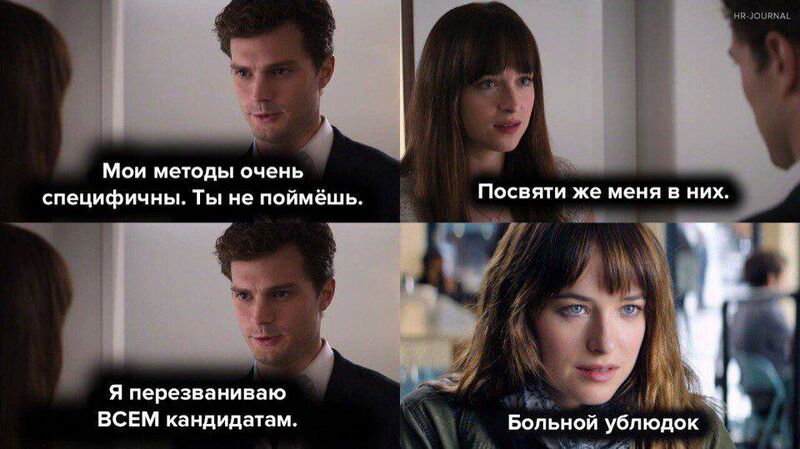 HR-JOURNAL
Мои методы очень
специфичны. Ты не поймёшь.
Посвяти же меня в них.
Я перезваниваю
ВСЕМ кандидатам.
Больной ублюдок